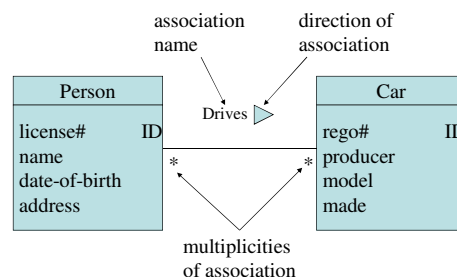 association
name
direction of
association
Person
Car
Drives
license# ID
name
date-of-birth
address
rego#
producer
model
made
*
*
multiplicities
of association